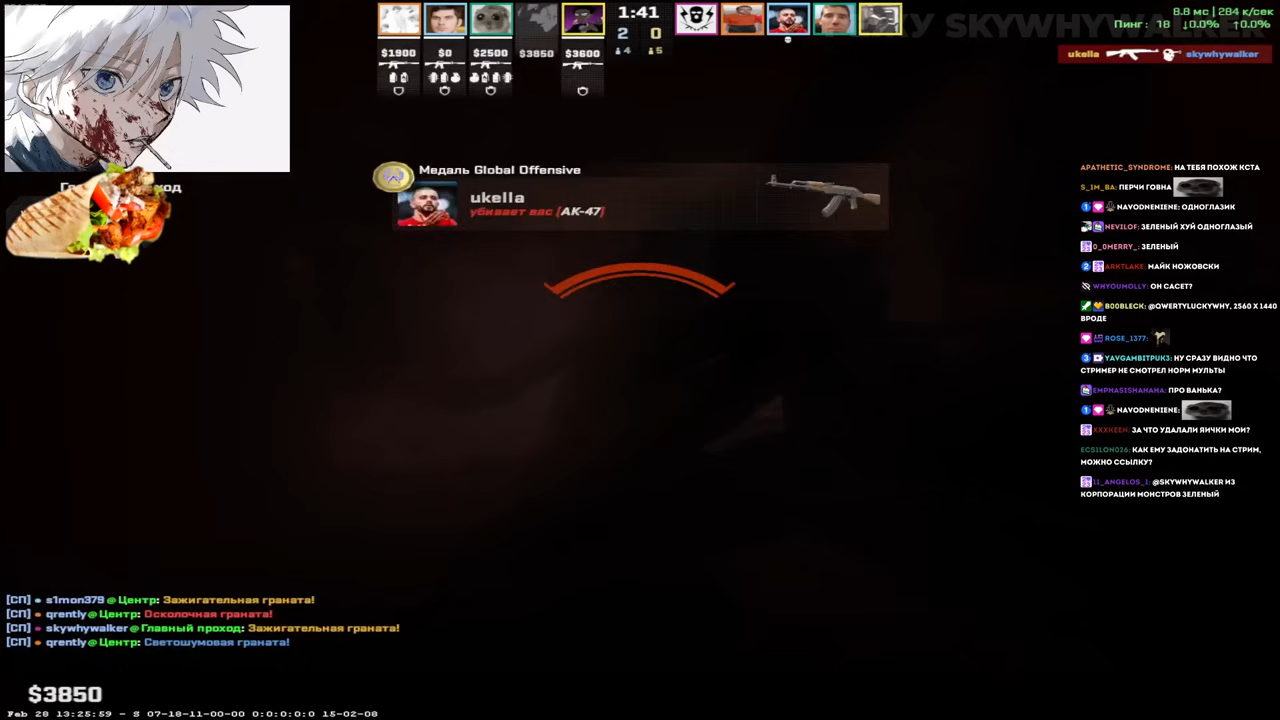 1:41
2 0
4 5
$1900 $0 $2500 $3850 $3600
SKYWHYWALKER
8.8 мс | 284 к/сек
Пинг: 18 ↓0.0% ↑0.0%
ukella skywhywalker
Медаль Global Offensive
ukella
убивает вас [AK-47]
APATHETIC_SYNDROME: НА ТЕБЯ ПОХОЖ КСТА
S_1M_BA: ПЕРЧИ ГОВНА
NAVODNENIENE: ОДНОГЛАЗИК
NEVILOF: ЗЕЛЕНЫЙ ХУЙ ОДНОГЛАЗЫЙ
0_0MERRY_: ЗЕЛЕНЫЙ
ARKTLAKE: МАЙК НОЖОВСКИ
WHYOUMOLLY: ОН САСЕТ?
B00BLECK: @QWERTYLUCKYWHY, 2560 X 1440
ВРОДЕ
ROSE_1377:
YAVGAMBITPUK3: НУ СРАЗУ ВИДНО ЧТО
СТРИМЕР НЕ СМОТРЕЛ НОРМ МУЛЬТЫ
EMPHASISHAHAHA: ПРО ВАНЬКА?
NAVODNENIENE:
XXXKEEN: ЗА ЧТО УДАЛАЛИ ЯИЧКИ МОИ?
ECS1LON026: КАК ЕМУ ЗАДОНАТИТЬ НА СТРИМ,
МОЖНО ССЫЛКУ?
11_ANGELOS_1: @SKYWHYWALKER ИЗ
КОРПОРАЦИИ МОНСТРОВ ЗЕЛЕНЫЙ
[СП] s1mon379@Центр: Зажигательная граната!
[СП] qrently@Центр: Осколочная граната!
[СП] skywhywalker@Главный проход: Зажигательная граната!
[СП] qrently@Центр: Светошумовая граната!
$3850
Feb 28 13:25:59 - S 07-18-11-00-00 0:0:0:0:0 15-02-08